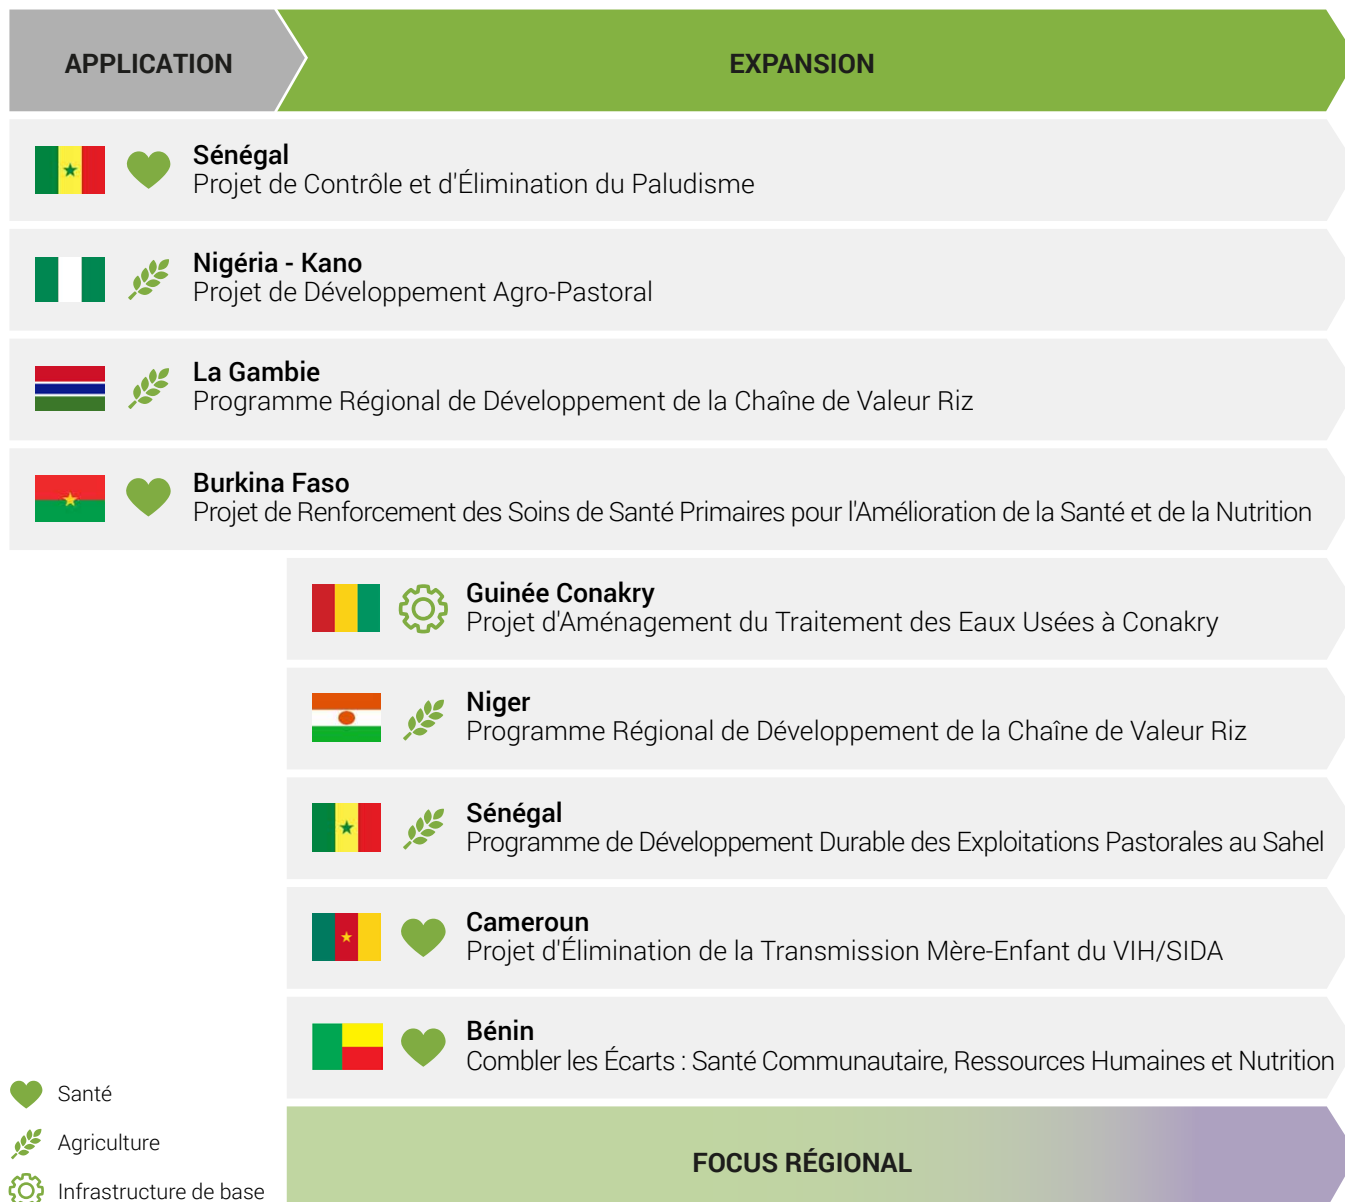 APPLICATION
EXPANSION
Sénégal
Projet de Contrôle et d'Élimination du Paludisme
Nigéria - Kano
Projet de Développement Agro-Pastoral
La Gambie
Programme Régional de Développement de la Chaîne de Valeur Riz
Burkina Faso
Projet de Renforcement des Soins de Santé Primaires pour l'Amélioration de la Santé et de la Nutrition
Guinée Conakry
Projet d'Aménagement du Traitement des Eaux Usées à Conakry
Niger
Programme Régional de Développement de la Chaîne de Valeur Riz
Sénégal
Programme de Développement Durable des Exploitations Pastorales au Sahel
Cameroun
Projet d'Élimination de la Transmission Mère-Enfant du VIH/SIDA
Bénin
Combler les Écarts : Santé Communautaire, Ressources Humaines et Nutrition
Santé
Agriculture
Infrastructure de base
FOCUS RÉGIONAL